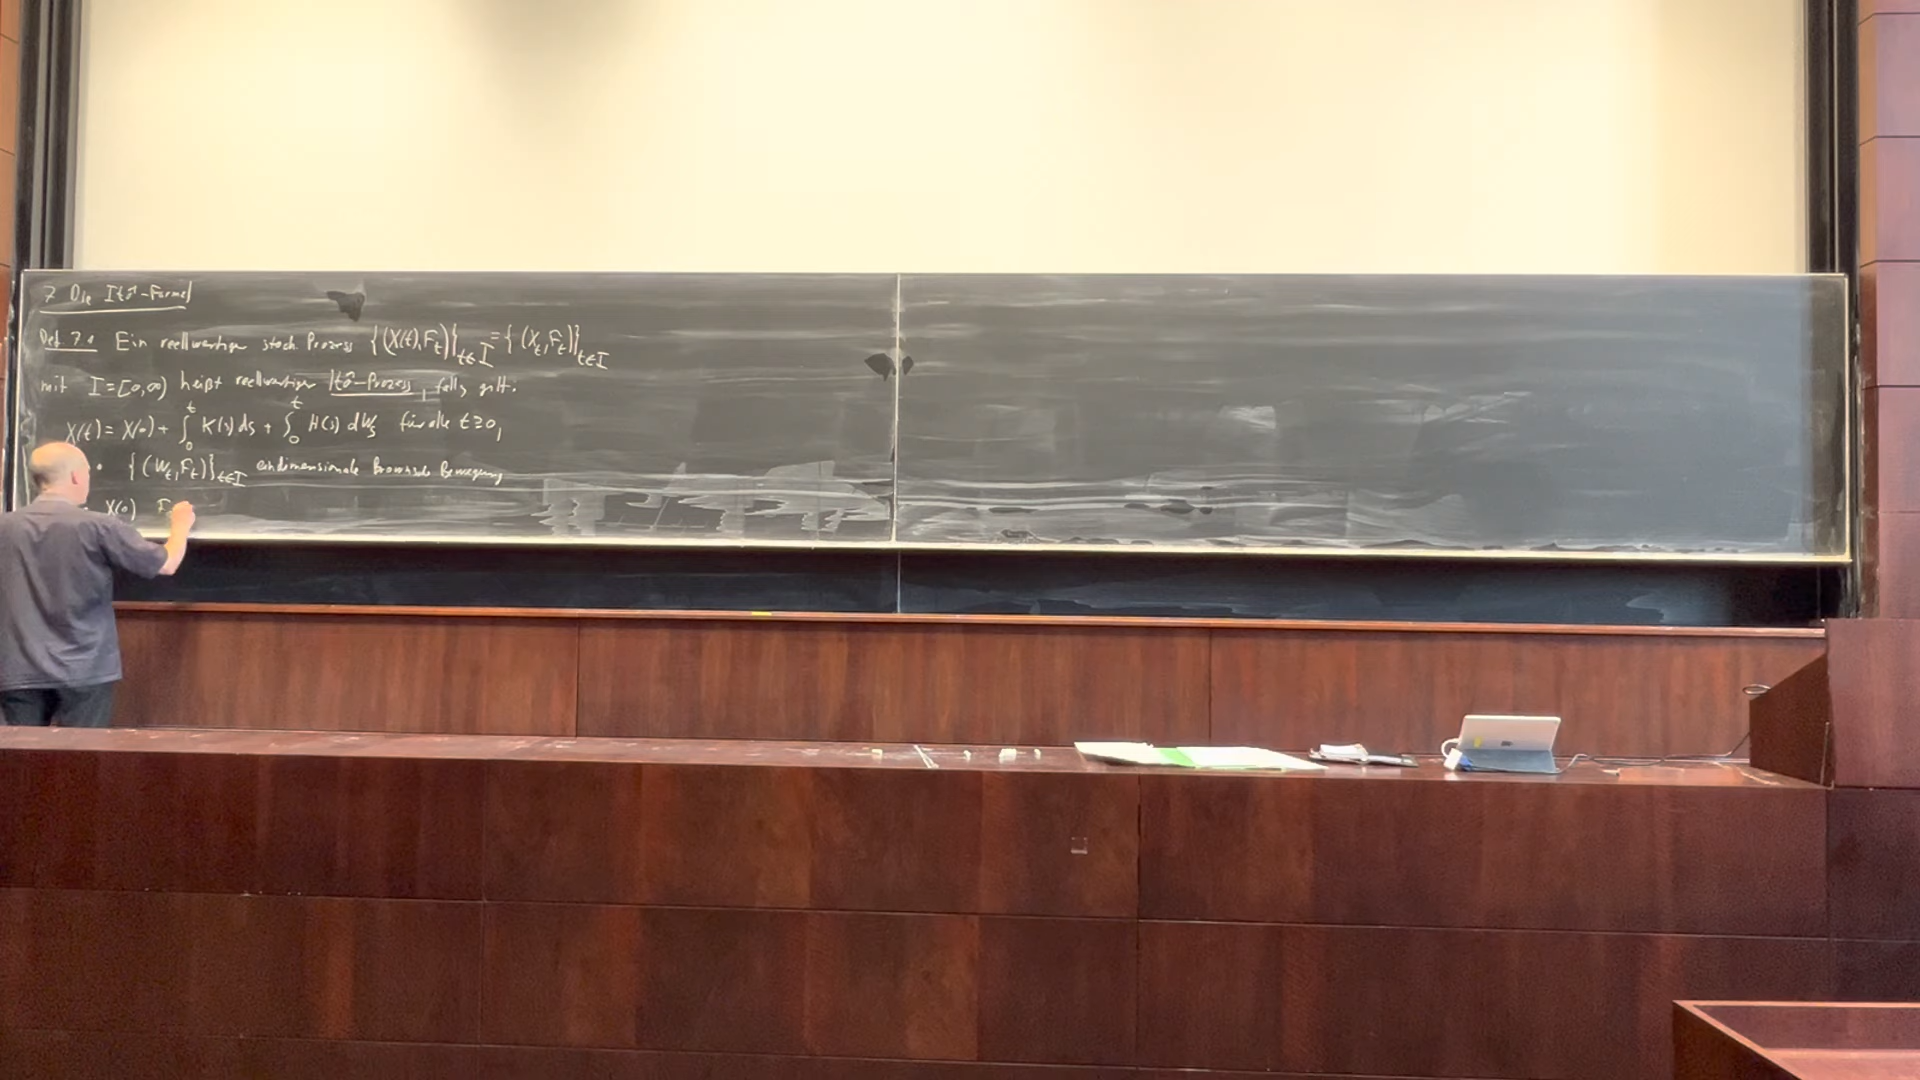 7 Die Itô-Formel
Def 7.1 Ein reellwertiger stoch. Prozess {(X(t), F_t)}_{t∈I} = {(X_t, F_t)}_{t∈I}
mit I=[0,∞) heißt reellwertiger Itô-Prozess, falls gilt:
X(t) = X(0) + ∫_0^t K(s) ds + ∫_0^t H(s) dW_s für alle t≥0,
• {(W_t, F_t)}_{t∈I} eindimensionale Brownsche Bewegung
• X(0) F